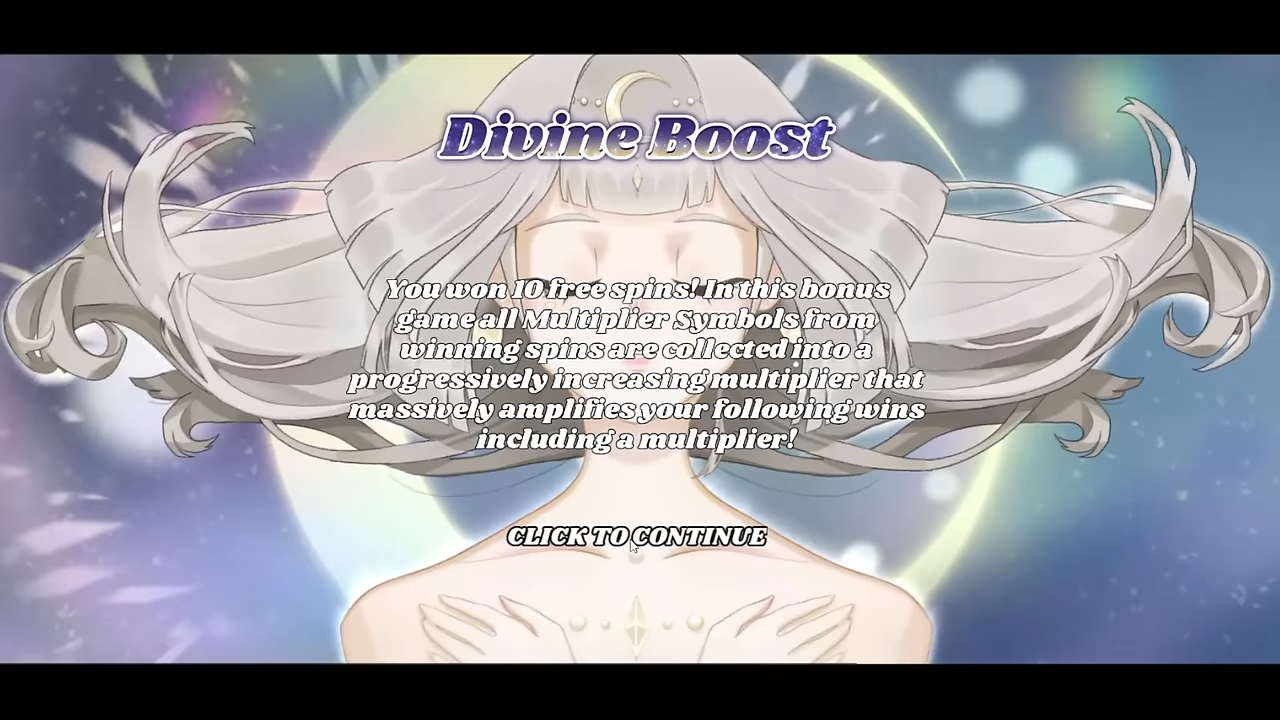 Divine Boost
You won 10 free spins! In this bonus
game all Multiplier Symbols from
winning spins are collected into a
progressively increasing multiplier that
massively amplifies your following wins
including a multiplier!
CLICK TO CONTINUE